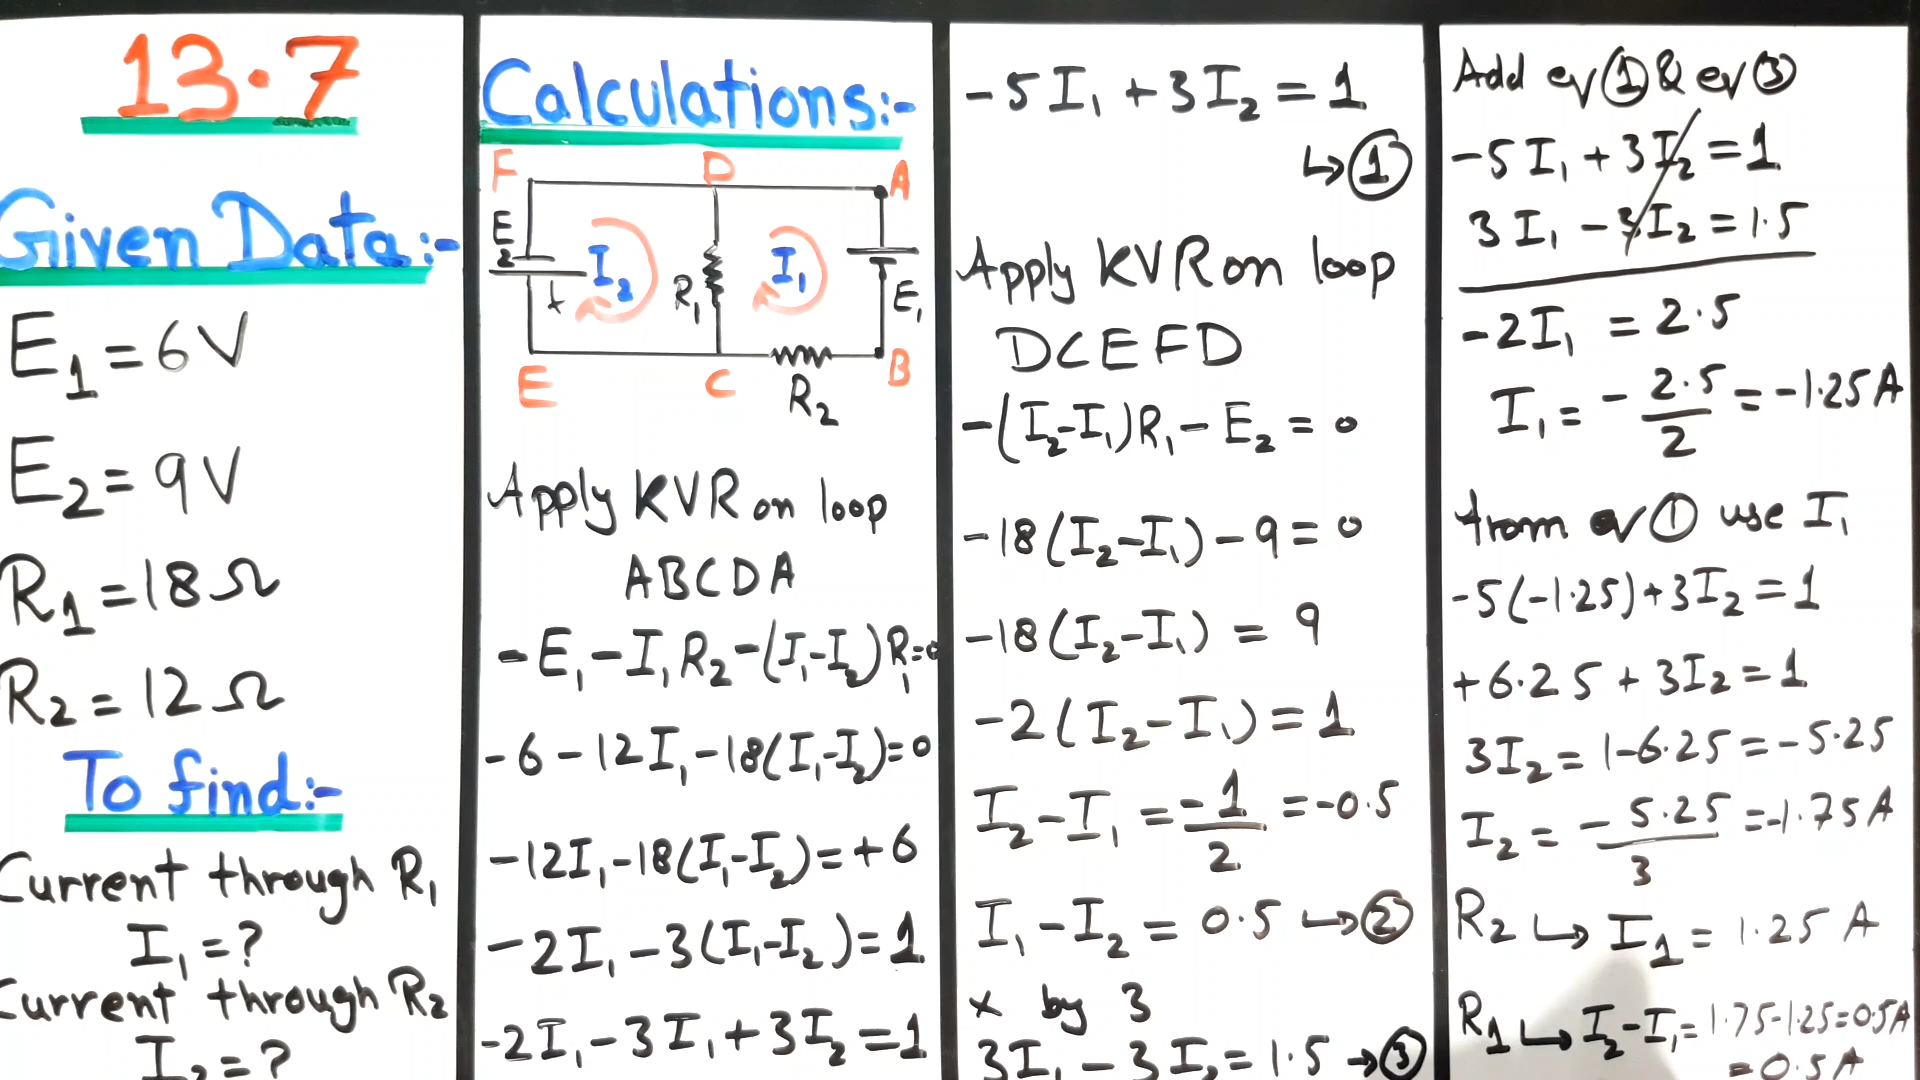 13.7
Given Data:-
E1 = 6V
E2 = 9V
R1 = 18Ω
R2 = 12Ω
To find:-
Current through R1
I1 = ?
Current through R2
I2 = ?
Calculations:-
F D A
E2 I2 R1 I1 E1
+
E C B
R2
Apply KVR on loop
ABCDA
-E1 - I1R2 - (I1-I2)R1=0
-6 - 12I1 - 18(I1-I2)=0
-12I1 - 18(I1-I2) = +6
-2I1 - 3(I1-I2) = 1
-2I1 - 3I1 + 3I2 = 1
-5I1 + 3I2 = 1
↳ ①
Apply KVR on loop
DCEFD
-(I2-I1)R1 - E2 = 0
-18(I2-I1) - 9 = 0
-18(I2-I1) = 9
-2(I2-I1) = 1
I2 - I1 = -1/2 = -0.5
I1 - I2 = 0.5 ↳ ②
x by 3
3I1 - 3I2 = 1.5 → ③
Add ev ① & ev ③
-5I1 + 3I2 = 1
3I1 - 3I2 = 1.5
-2I1 = 2.5
I1 = -2.5/2 = -1.25A
from ev ① use I1
-5(-1.25) + 3I2 = 1
+6.25 + 3I2 = 1
3I2 = 1-6.25 = -5.25
I2 = -5.25/3 = -1.75A
R2 ↳ I1 = 1.25 A
R1 ↳ I2-I1 = 1.75-1.25=0.5A
= 0.5A